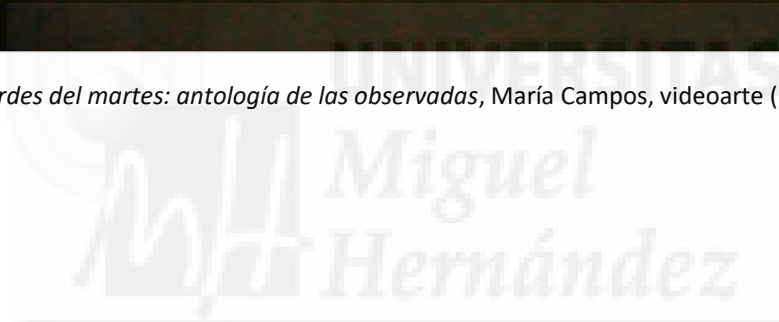 UNIVERSITAS
rdes del martes: antología de las observadas, María Campos, videoarte (
Miguel
Hernández